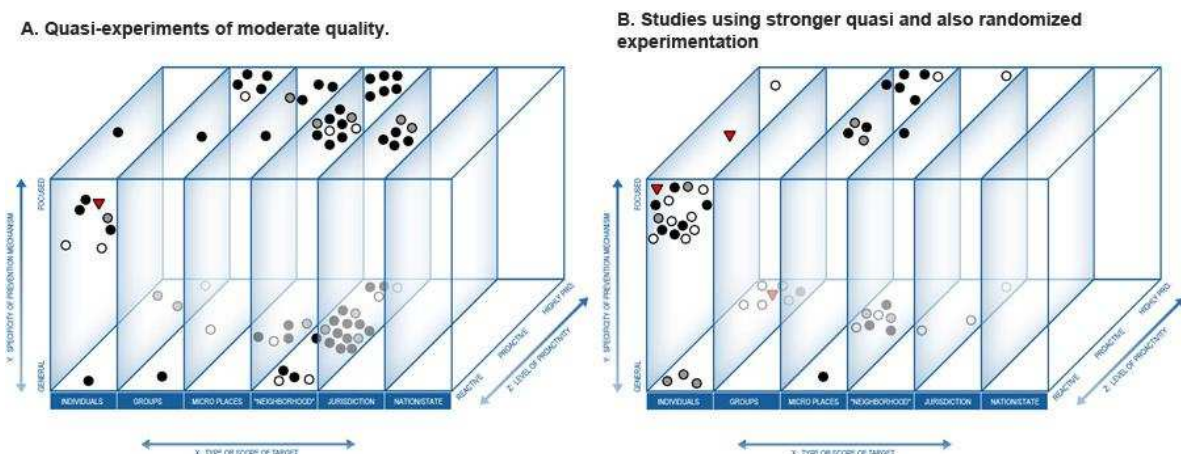 A. Quasi-experiments of moderate quality.
B. Studies using stronger quasi and also randomized
experimentation
Y: SPECIFICITY OF PREVENTION MECHANISM
FOCUSED
GENERAL
INDIVIDUALS
GROUPS
MICRO PLACES
"NEIGHBORHOOD"
JURISDICTION
NATION/STATE
REACTIVE
PROACTIVE
HIGHLY PRO.
Z: LEVEL OF PROACTIVITY
X: TYPE OR SCOPE OF TARGET
Y: SPECIFICITY OF PREVENTION MECHANISM
FOCUSED
GENERAL
INDIVIDUALS
GROUPS
MICRO PLACES
"NEIGHBORHOOD"
JURISDICTION
NATION/STATE
REACTIVE
PROACTIVE
HIGHLY PRO.
Z: LEVEL OF PROACTIVITY
X: TYPE OR SCOPE OF TARGET